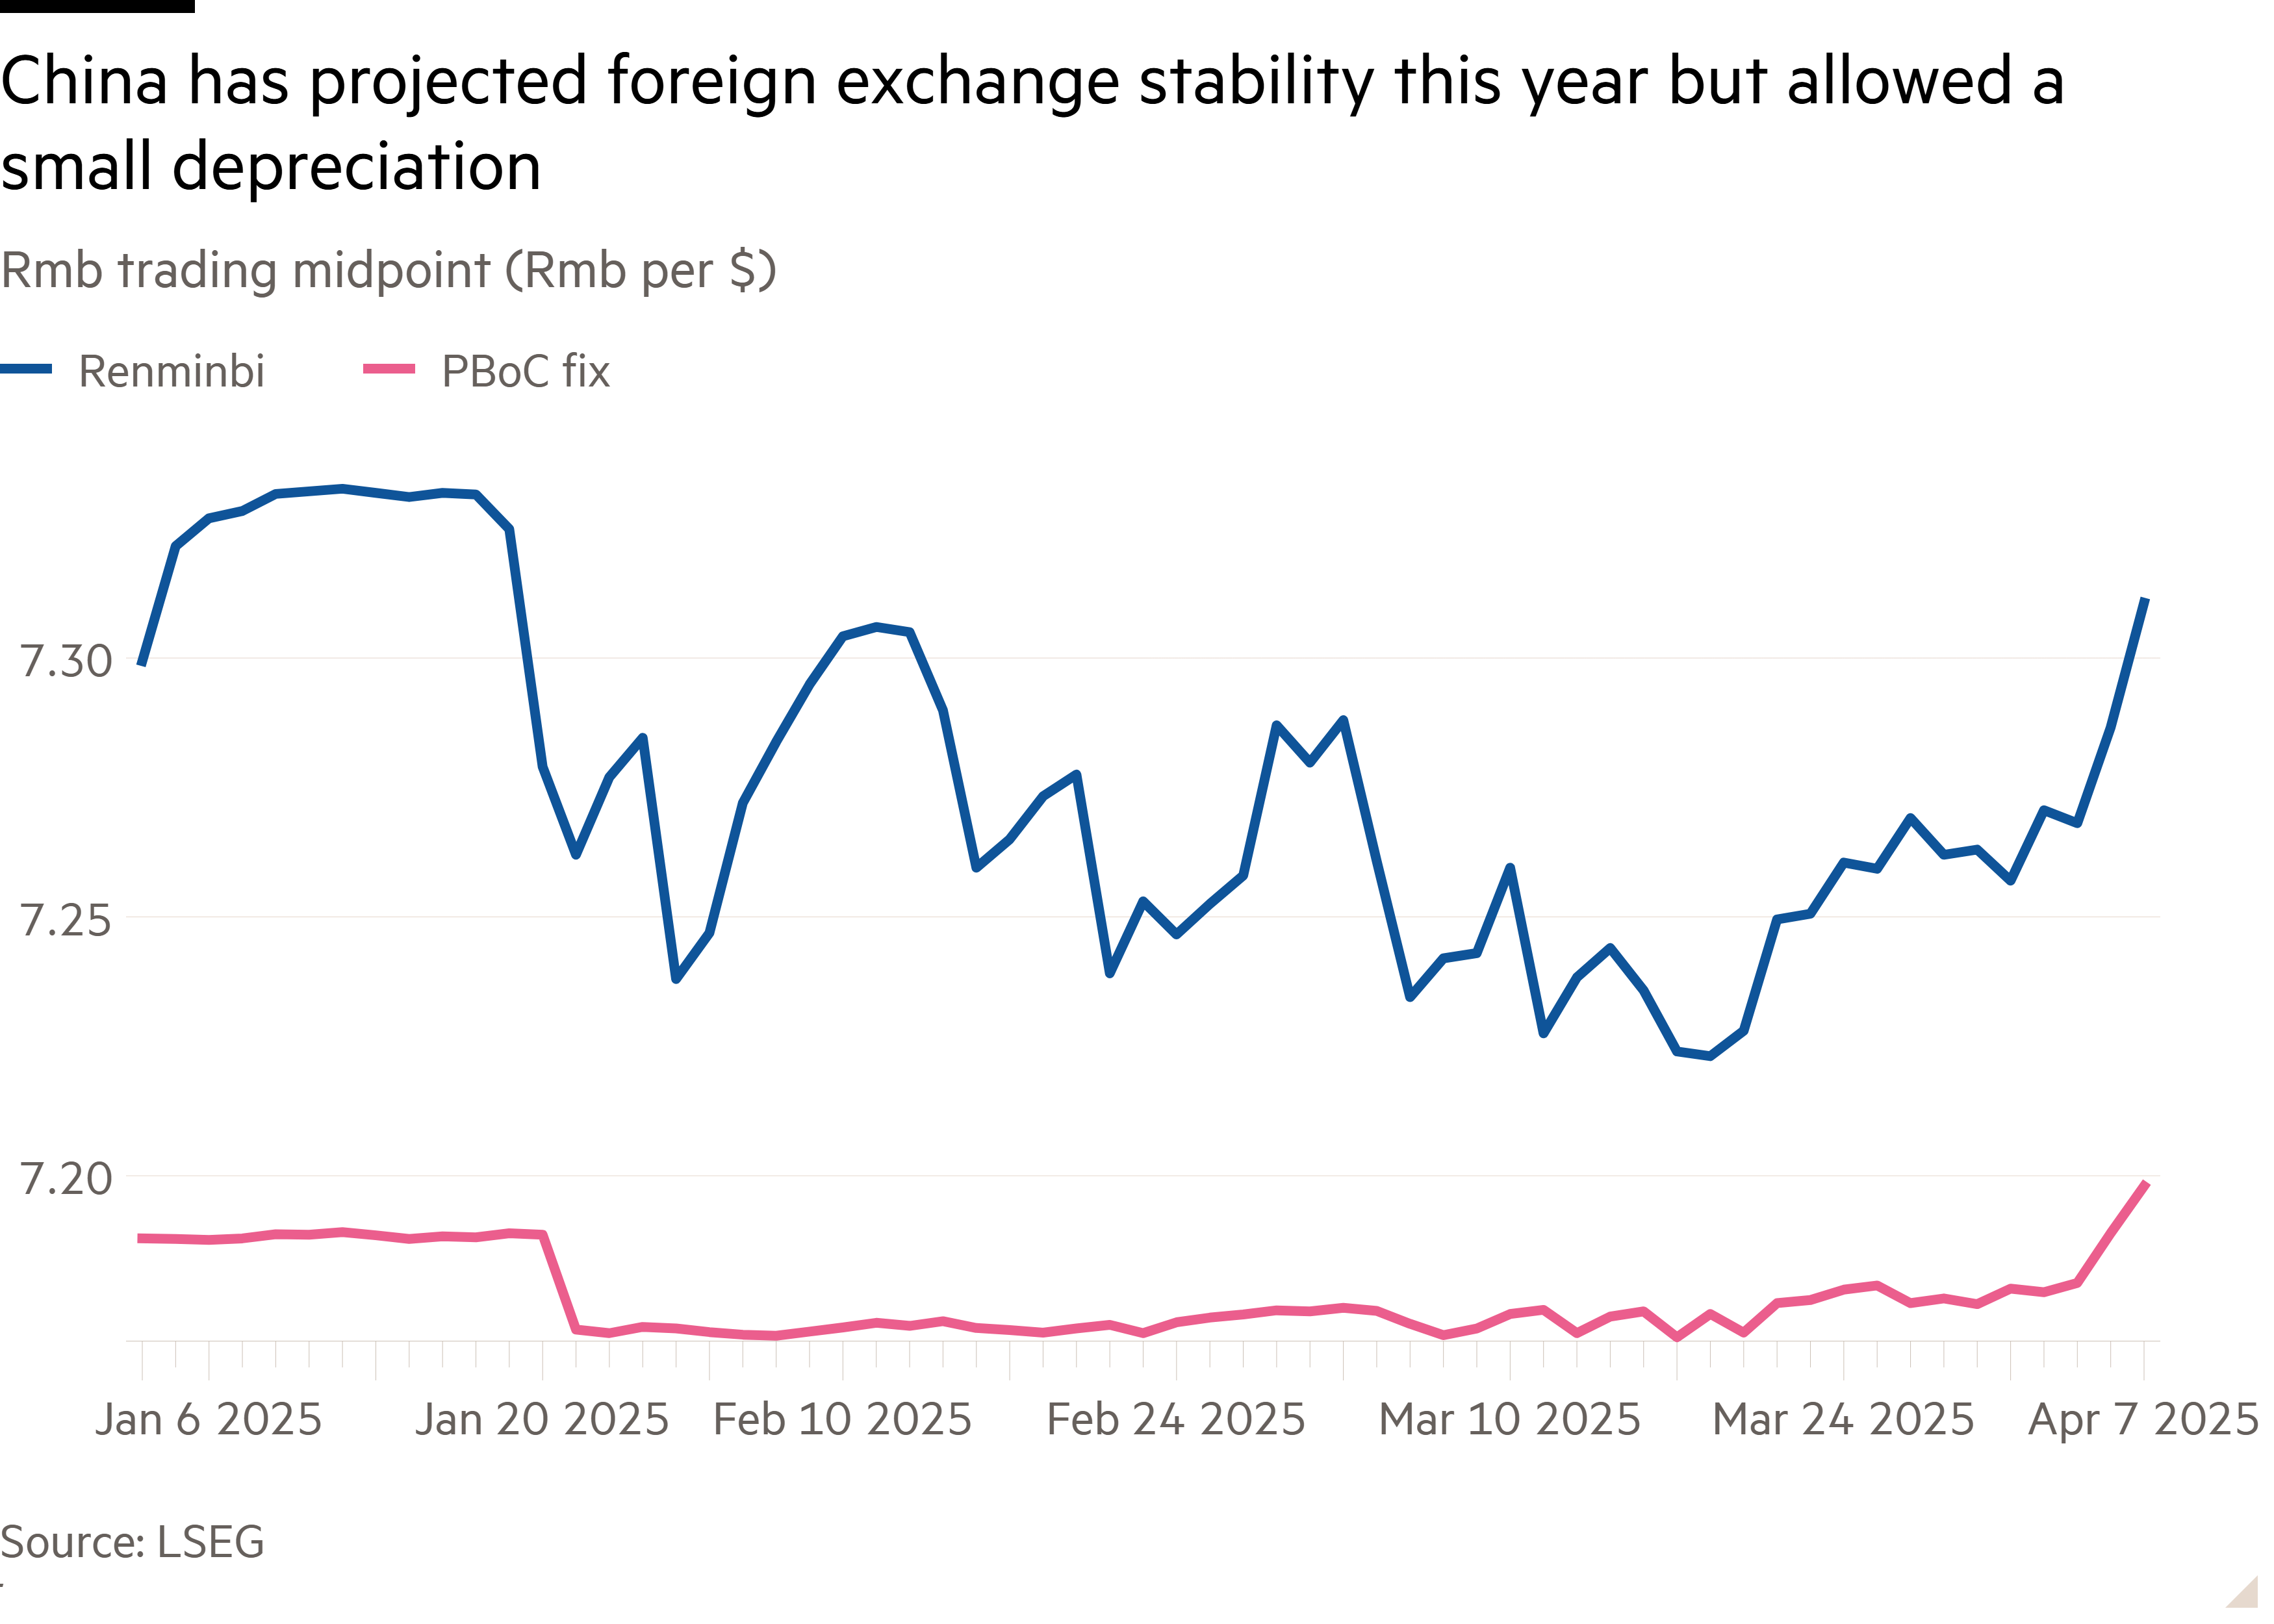 China has projected foreign exchange stability this year but allowed a
small depreciation
Rmb trading midpoint (Rmb per $)
Renminbi PBoC fix
7.30
7.25
7.20
Jan 6 2025 Jan 20 2025 Feb 10 2025 Feb 24 2025 Mar 10 2025 Mar 24 2025 Apr 7 2025
Source: LSEG